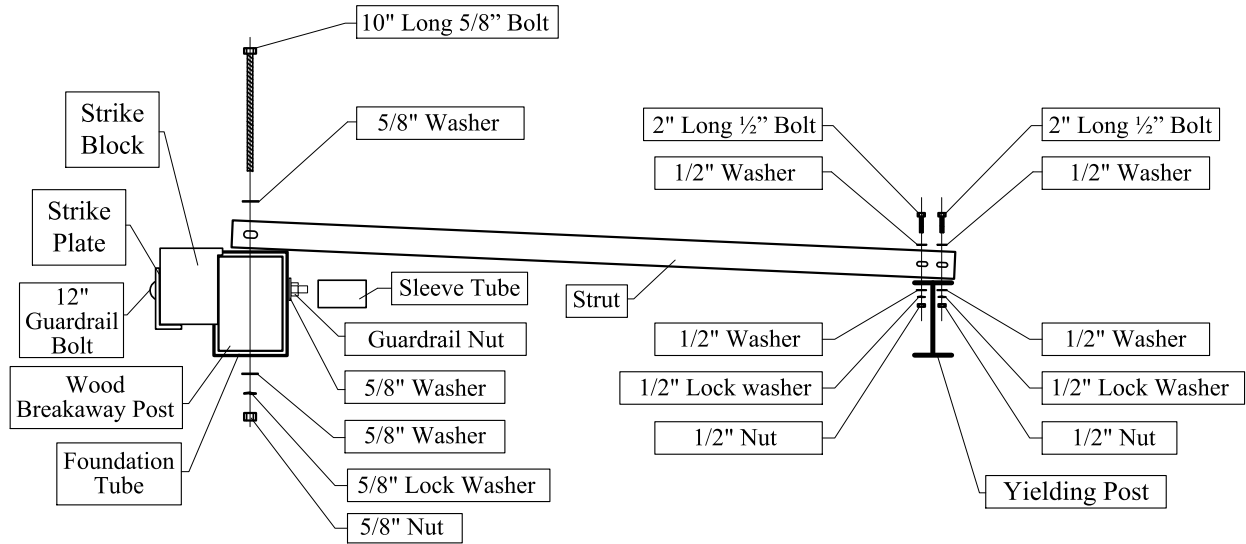 10" Long 5/8” Bolt
5/8" Washer
Strike
Block
Strike
Plate
12"
Guardrail
Bolt
Wood
Breakaway Post
Foundation
Tube
Sleeve Tube
Guardrail Nut
5/8" Washer
5/8" Washer
5/8" Lock Washer
5/8" Nut
Strut
2" Long ½” Bolt
1/2" Washer
2" Long ½” Bolt
1/2" Washer
1/2" Washer
1/2" Lock washer
1/2" Nut
1/2" Washer
1/2" Lock Washer
1/2" Nut
Yielding Post